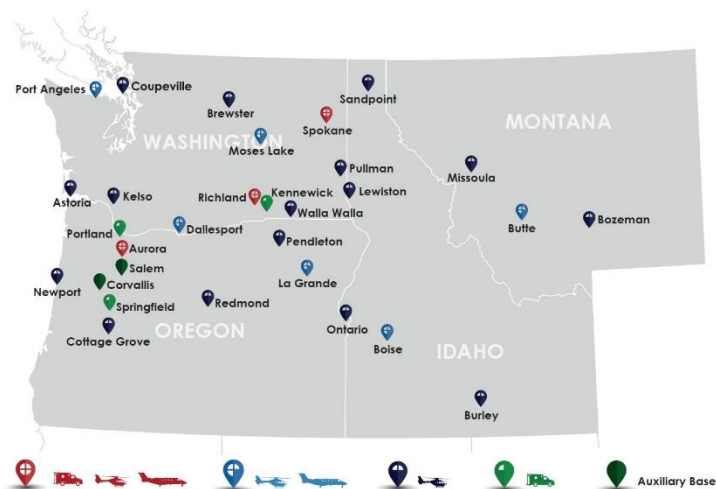 Port Angeles
Coupeville
Brewster
Sandpoint
Spokane
WASHINGTON
MONTANA
Moses Lake
Pullman
Missoula
Astoria
Kelso
Richland
Kennewick
Lewiston
Walla Walla
Butte
Bozeman
Portland
Dallesport
Pendleton
Aurora
Salem
La Grande
Newport
Corvallis
Springfield
Redmond
OREGON
Ontario
Cottage Grove
Boise
IDAHO
Burley
Auxiliary Base